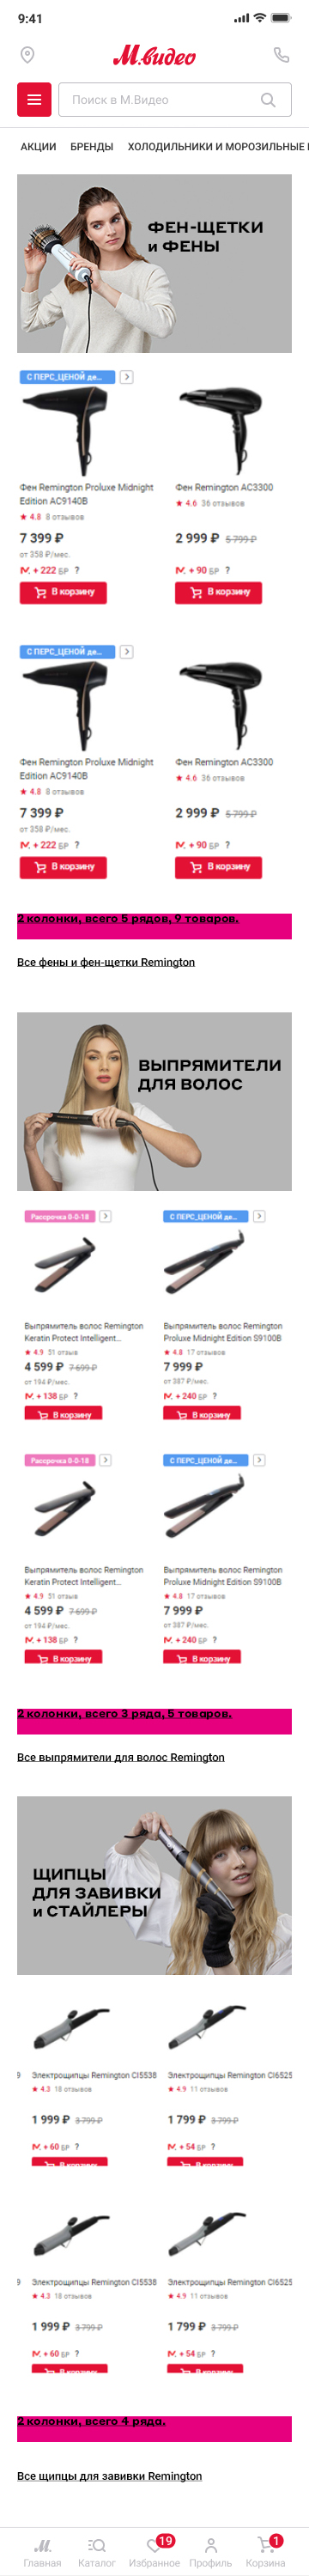 9:41
М.видео
Поиск в М.Видео
АКЦИИ БРЕНДЫ ХОЛОДИЛЬНИКИ И МОРОЗИЛЬНЫЕ
ФЕН-ЩЕТКИ
и ФЕНЫ
С ПЕРС_ЦЕНОЙ де...
Фен Remington Proluxe Midnight
Edition AC9140B
4.8 8 отзывов
7 399 ₽
от 358 ₽/мес.
+ 222 БР ?
В корзину
Фен Remington AC3300
4.6 36 отзывов
2 999 ₽ 5 799 ₽
+ 90 БР ?
В корзину
С ПЕРС_ЦЕНОЙ де...
Фен Remington Proluxe Midnight
Edition AC9140B
4.8 8 отзывов
7 399 ₽
от 358 ₽/мес.
+ 222 БР ?
В корзину
Фен Remington AC3300
4.6 36 отзывов
2 999 ₽ 5 799 ₽
+ 90 БР ?
В корзину
2 колонки, всего 5 рядов, 9 товаров.
Все фены и фен-щетки Remington
ВЫПРЯМИТЕЛИ
ДЛЯ ВОЛОС
Рассрочка 0-0-18
Выпрямитель волос Remington
Keratin Protect Intelligent...
4.9 51 отзыв
4 599 ₽ 7 699 ₽
от 194 ₽/мес.
+ 138 БР ?
В корзину
С ПЕРС_ЦЕНОЙ де...
Выпрямитель волос Remington
Proluxe Midnight Edition S9100B
4.8 17 отзывов
7 999 ₽
от 387 ₽/мес.
+ 240 БР ?
В корзину
Рассрочка 0-0-18
Выпрямитель волос Remington
Keratin Protect Intelligent...
4.9 51 отзыв
4 599 ₽ 7 699 ₽
от 194 ₽/мес.
+ 138 БР ?
В корзину
С ПЕРС_ЦЕНОЙ де...
Выпрямитель волос Remington
Proluxe Midnight Edition S9100B
4.8 17 отзывов
7 999 ₽
от 387 ₽/мес.
+ 240 БР ?
В корзину
2 колонки, всего 3 ряда, 5 товаров.
Все выпрямители для волос Remington
ЩИПЦЫ
ДЛЯ ЗАВИВКИ
и СТАЙЛЕРЫ
9 Электрощипцы Remington CI5538
4.3 18 отзывов
1 999 ₽ 3 799 ₽
+ 60 БР ?
В корзину
Электрощипцы Remington CI6525
4.9 11 отзывов
1 799 ₽ 3 799 ₽
+ 54 БР ?
В корзину
9 Электрощипцы Remington CI5538
4.3 18 отзывов
1 999 ₽ 3 799 ₽
+ 60 БР ?
В корзину
Электрощипцы Remington CI6525
4.9 11 отзывов
1 799 ₽ 3 799 ₽
+ 54 БР ?
В корзину
2 колонки, всего 4 ряда.
Все щипцы для завивки Remington
19 1
Главная Каталог Избранное Профиль Корзина